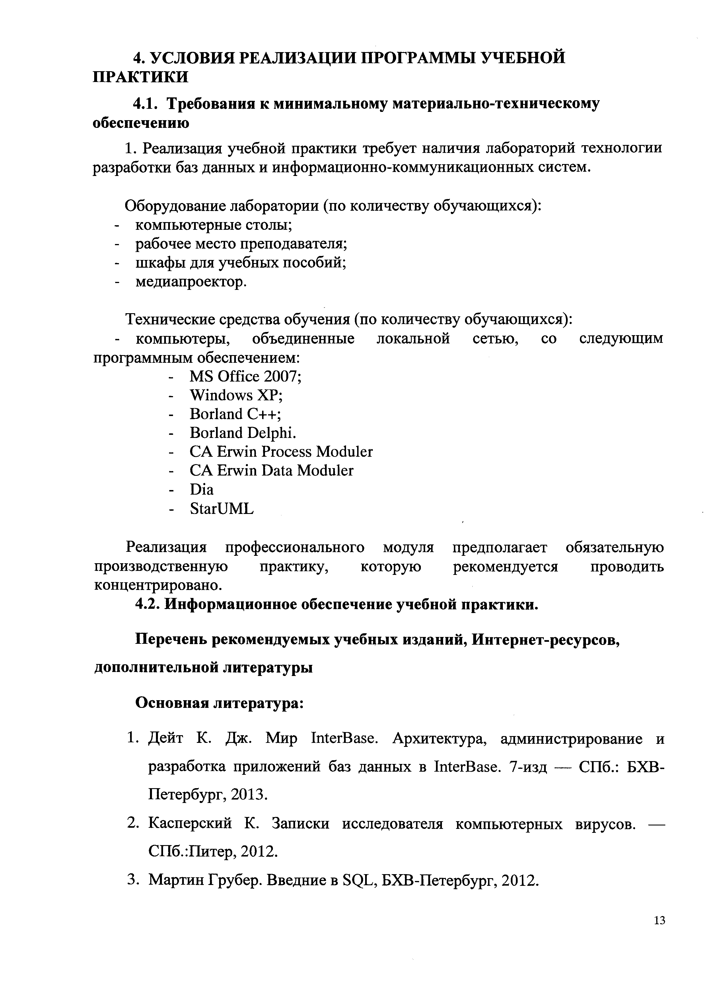 4. УСЛОВИЯ РЕАЛИЗАЦИИ ПРОГРАММЫ УЧЕБНОЙ
ПРАКТИКИ
4.1. Требования к минимальному материально-техническому
обеспечению
1. Реализация учебной практики требует наличия лабораторий технологии
разработки баз данных и информационно-коммуникационных систем.
Оборудование лаборатории (по количеству обучающихся):
- компьютерные столы;
- рабочее место преподавателя;
- шкафы для учебных пособий;
- медиапроектор.
Технические средства обучения (по количеству обучающихся):
- компьютеры, объединенные локальной сетью, со следующим
программным обеспечением:
- MS Office 2007;
- Windows XP;
- Borland C++;
- Borland Delphi.
- CA Erwin Process Moduler
- CA Erwin Data Moduler
- Dia
- StarUML
Реализация профессионального модуля предполагает обязательную
производственную практику, которую рекомендуется проводить
концентрировано.
4.2. Информационное обеспечение учебной практики.
Перечень рекомендуемых учебных изданий, Интернет-ресурсов,
дополнительной литературы
Основная литература:
1. Дейт К. Дж. Мир InterBase. Архитектура, администрирование и
разработка приложений баз данных в InterBase. 7-изд — СПб.: БХВ-
Петербург, 2013.
2. Касперский К. Записки исследователя компьютерных вирусов. —
СПб.:Питер, 2012.
3. Мартин Грубер. Введние в SQL, БХВ-Петербург, 2012.
13